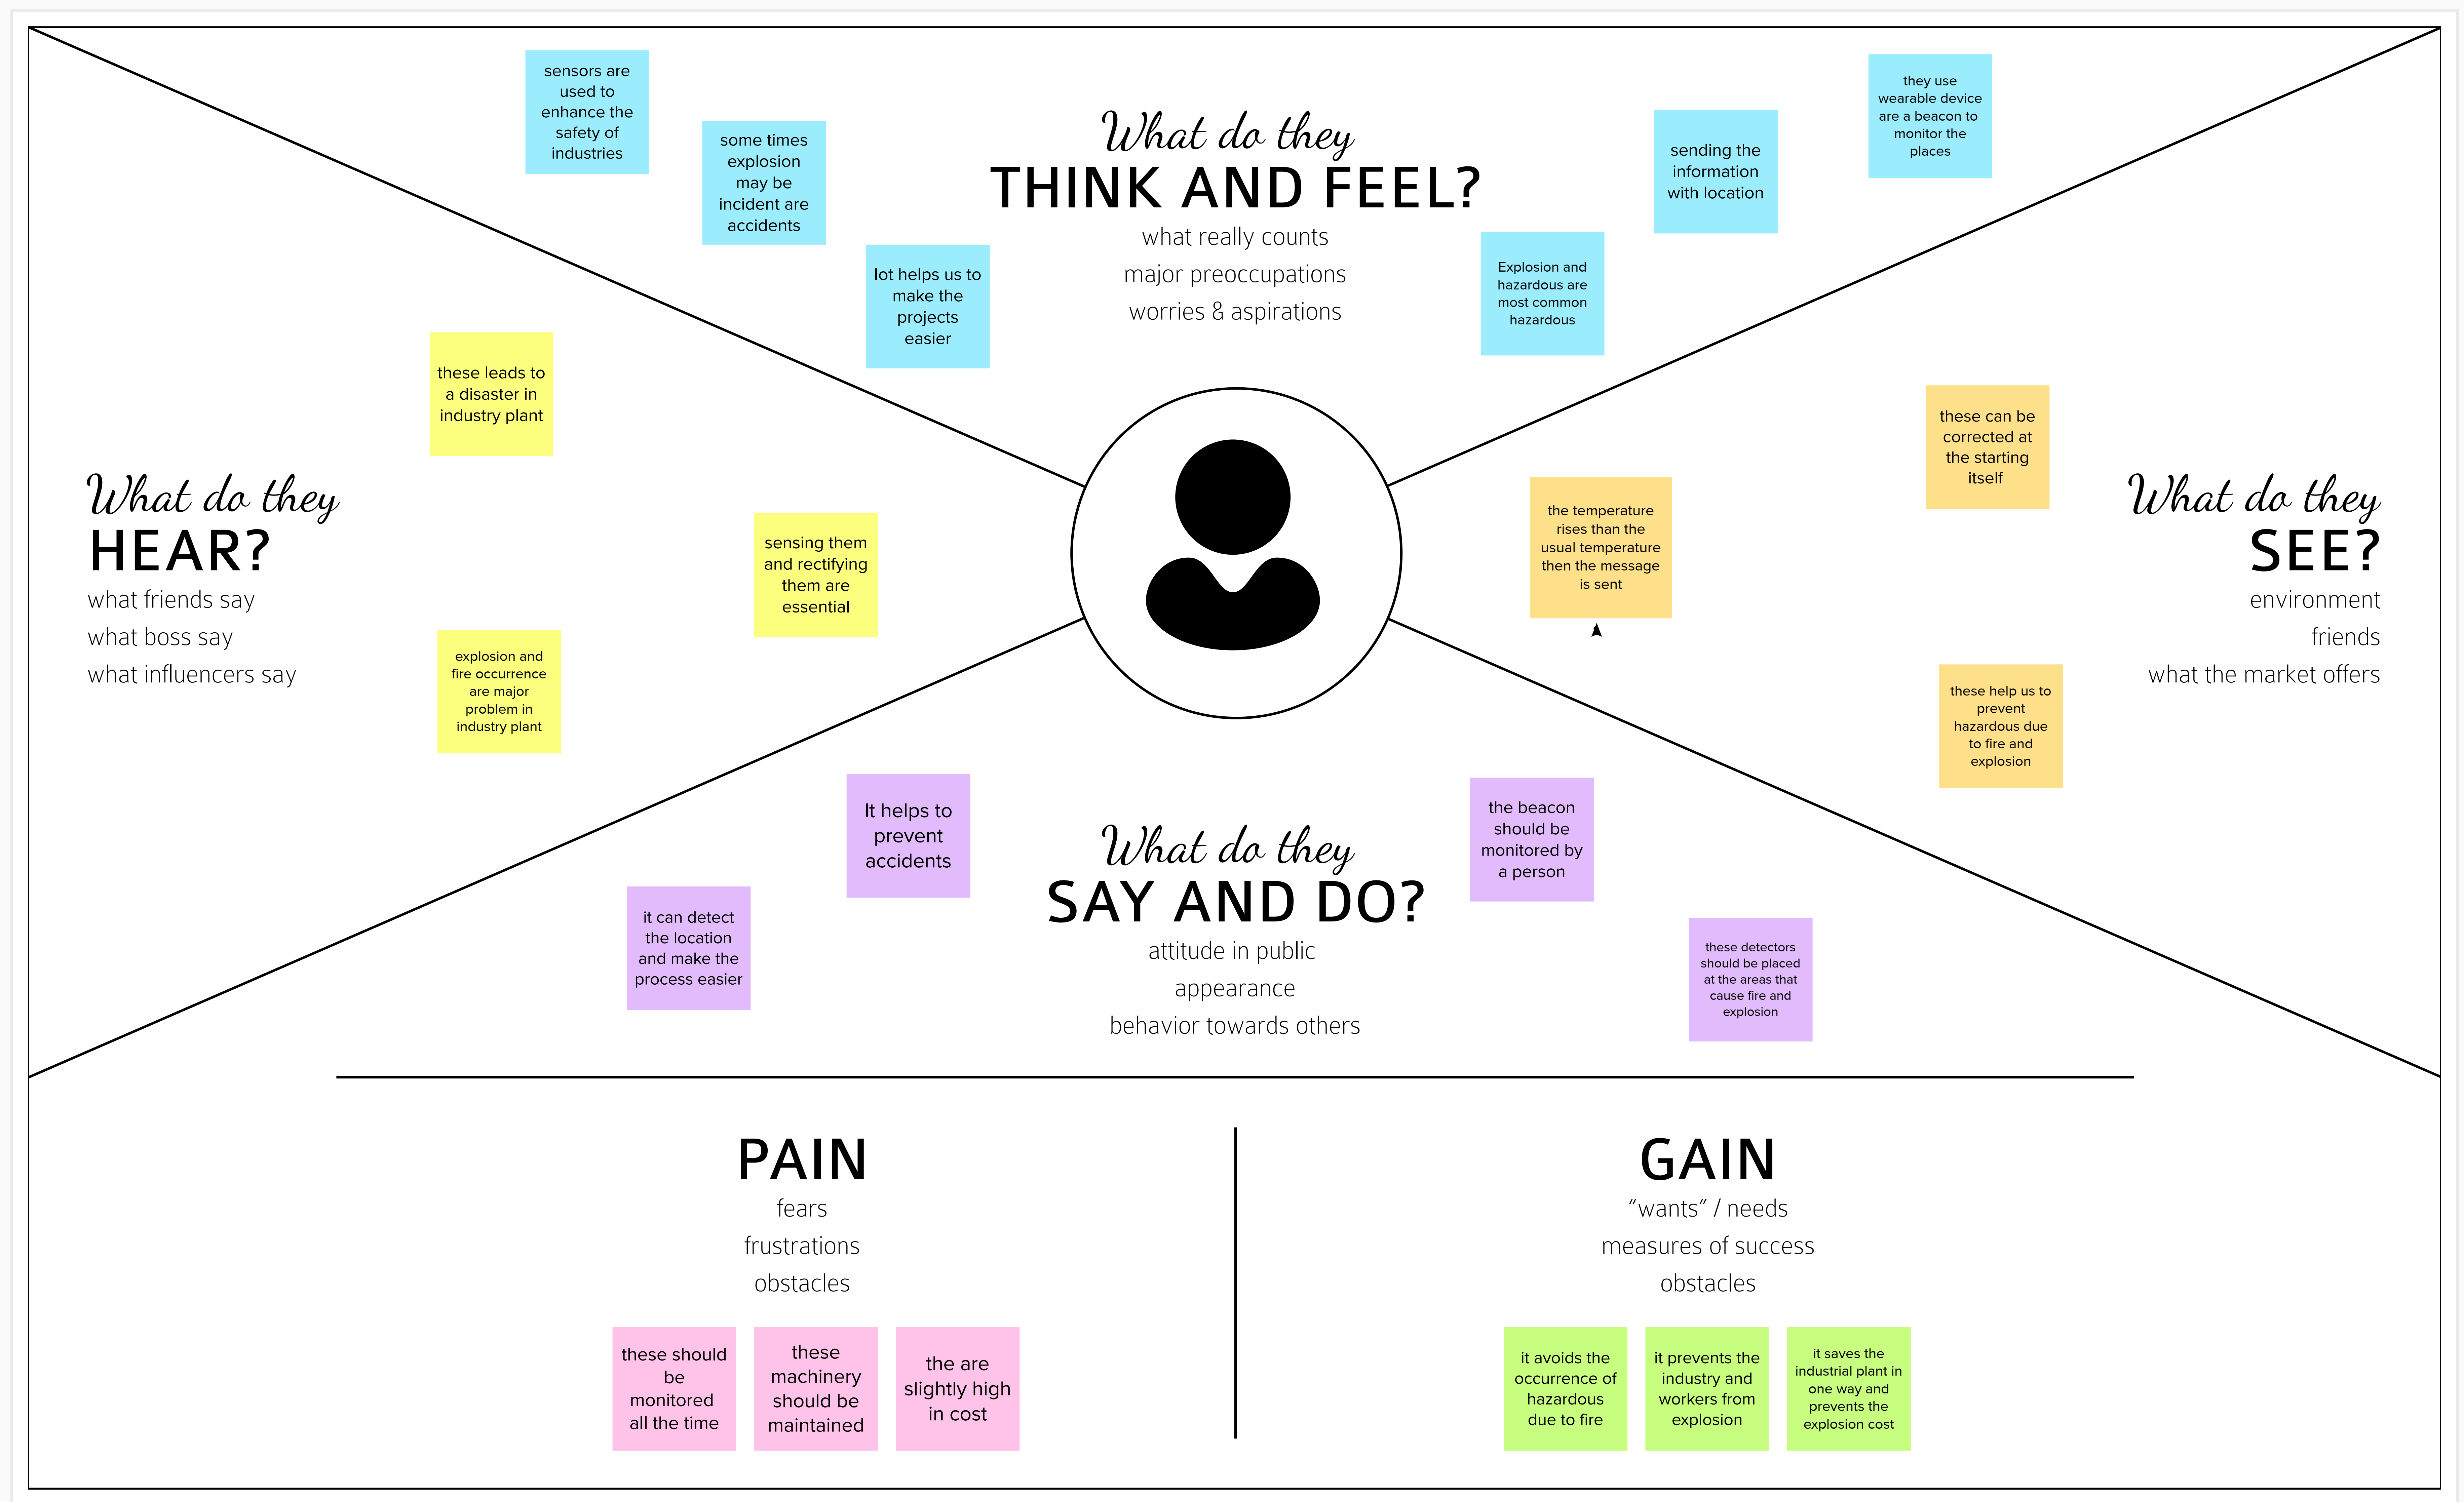 sensors are
used to
enhance the
safety of
industries
some times
explosion
may be
incident are
accidents
Iot helps us to
make the
projects
easier
What do they
THINK AND FEEL?
what really counts
major preoccupations
worries & aspirations
Explosion and
hazardous are
most common
hazardous
sending the
information
with location
they use
wearable device
are a beacon to
monitor the
places
What do they
HEAR?
what friends say
what boss say
what influencers say
these leads to
a disaster in
industry plant
sensing them
and rectifying
them are
essential
explosion and
fire occurrence
are major
problem in
industry plant
the temperature
rises than the
usual temperature
then the message
is sent
these can be
corrected at
the starting
itself
these help us to
prevent
hazardous due
to fire and
explosion
What do they
SEE?
environment
friends
what the market offers
It helps to
prevent
accidents
it can detect
the location
and make the
process easier
What do they
SAY AND DO?
attitude in public
appearance
behavior towards others
the beacon
should be
monitored by
a person
these detectors
should be placed
at the areas that
cause fire and
explosion
PAIN
fears
frustrations
obstacles
these should
be
monitored
all the time
these
machinery
should be
maintained
the are
slightly high
in cost
GAIN
“wants” / needs
measures of success
obstacles
it avoids the
occurrence of
hazardous
due to fire
it prevents the
industry and
workers from
explosion
it saves the
industrial plant in
one way and
prevents the
explosion cost